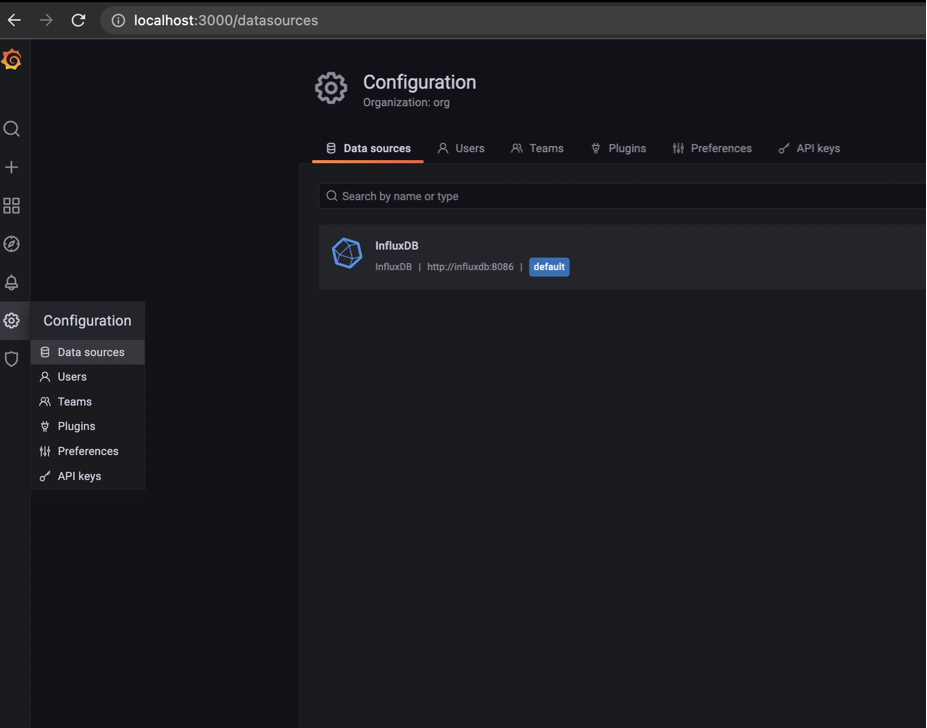 localhost:3000/datasources
Configuration
Organization: org
Data sources Users Teams Plugins Preferences API keys
Search by name or type
InfluxDB
InfluxDB | http://influxdb:8086 | default
Configuration
Data sources
Users
Teams
Plugins
Preferences
API keys